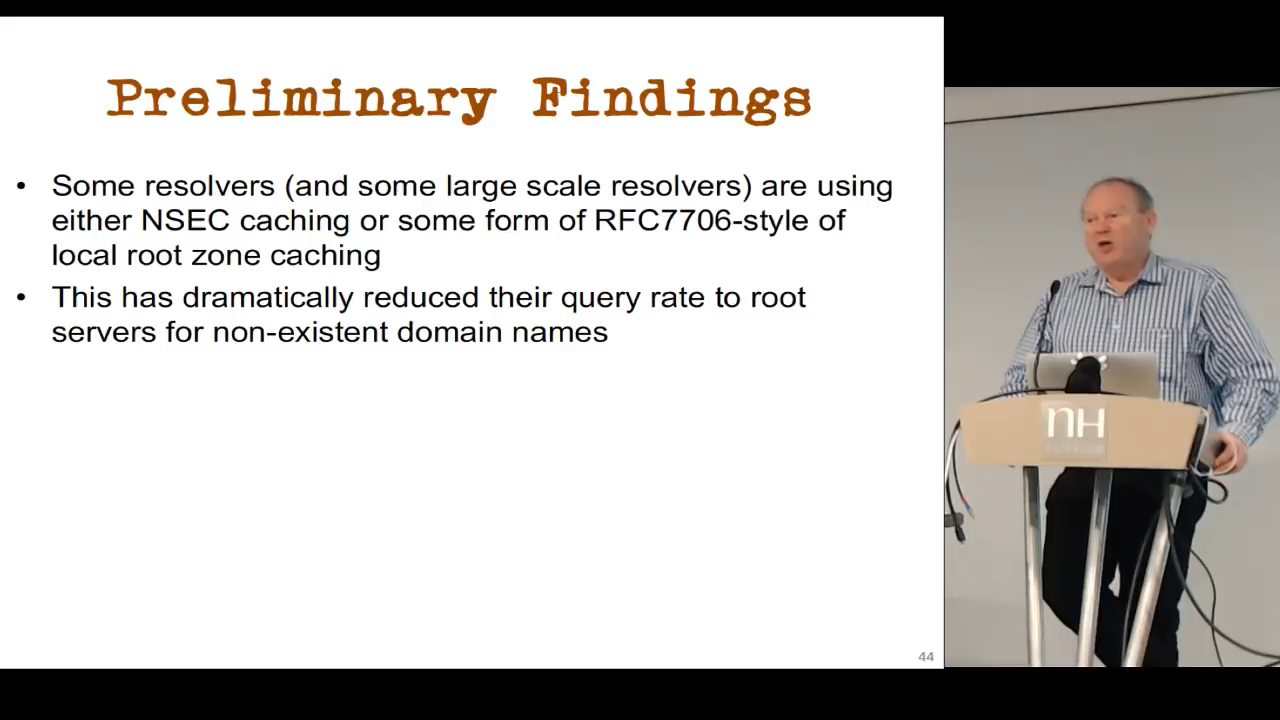 Preliminary Findings
• Some resolvers (and some large scale resolvers) are using
either NSEC caching or some form of RFC7706-style of
local root zone caching
• This has dramatically reduced their query rate to root
servers for non-existent domain names
44
nH